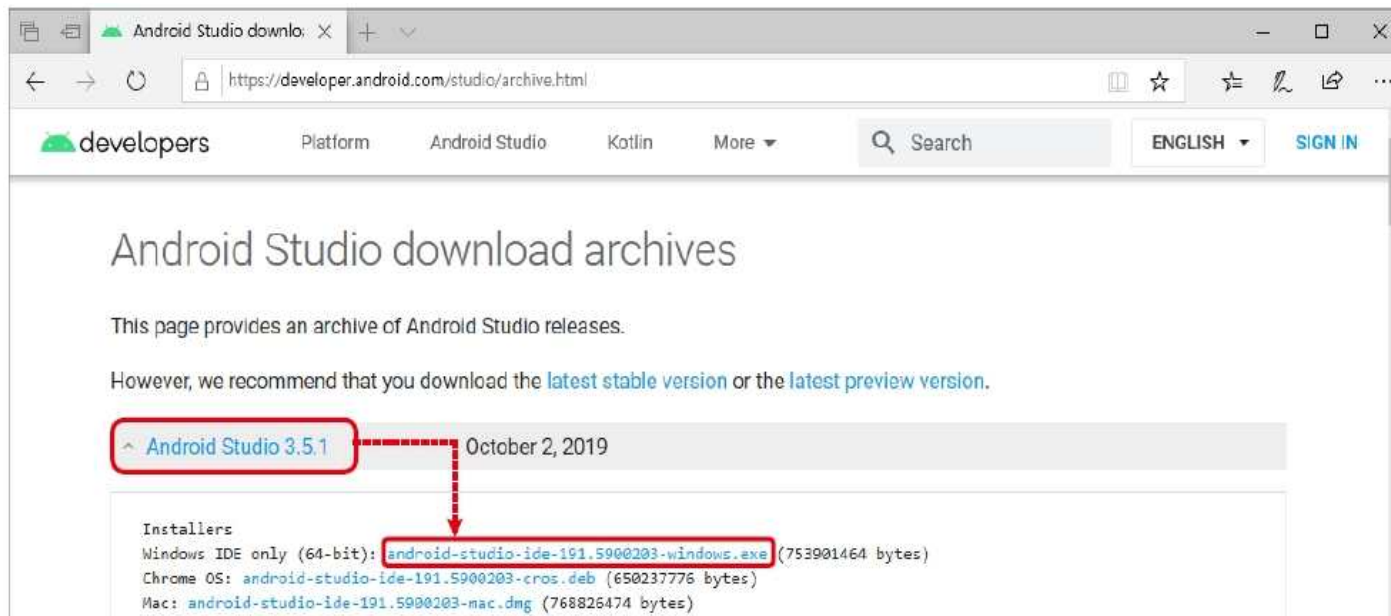 Android Studio downlo
https://developer.android.com/studio/archive.html
developers Platform Android Studio Kotlin More Search ENGLISH SIGN IN
Android Studio download archives
This page provides an archive of Android Studio releases.
However, we recommend that you download the latest stable version or the latest preview version.
Android Studio 3.5.1 October 2, 2019
Installers
Windows IDE only (64-bit): android-studio-ide-191.5900203-windows.exe (753901464 bytes)
Chrome OS: android-studio-ide-191.5900203-cros.deb (650237776 bytes)
Mac: android-studio-ide-191.5900203-mac.dmg (768826474 bytes)